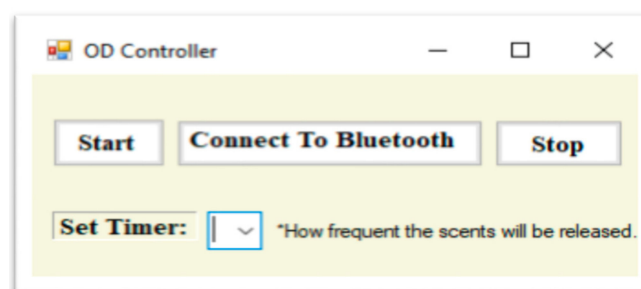 OD Controller
Start Connect To Bluetooth Stop
Set Timer: *How frequent the scents will be released.